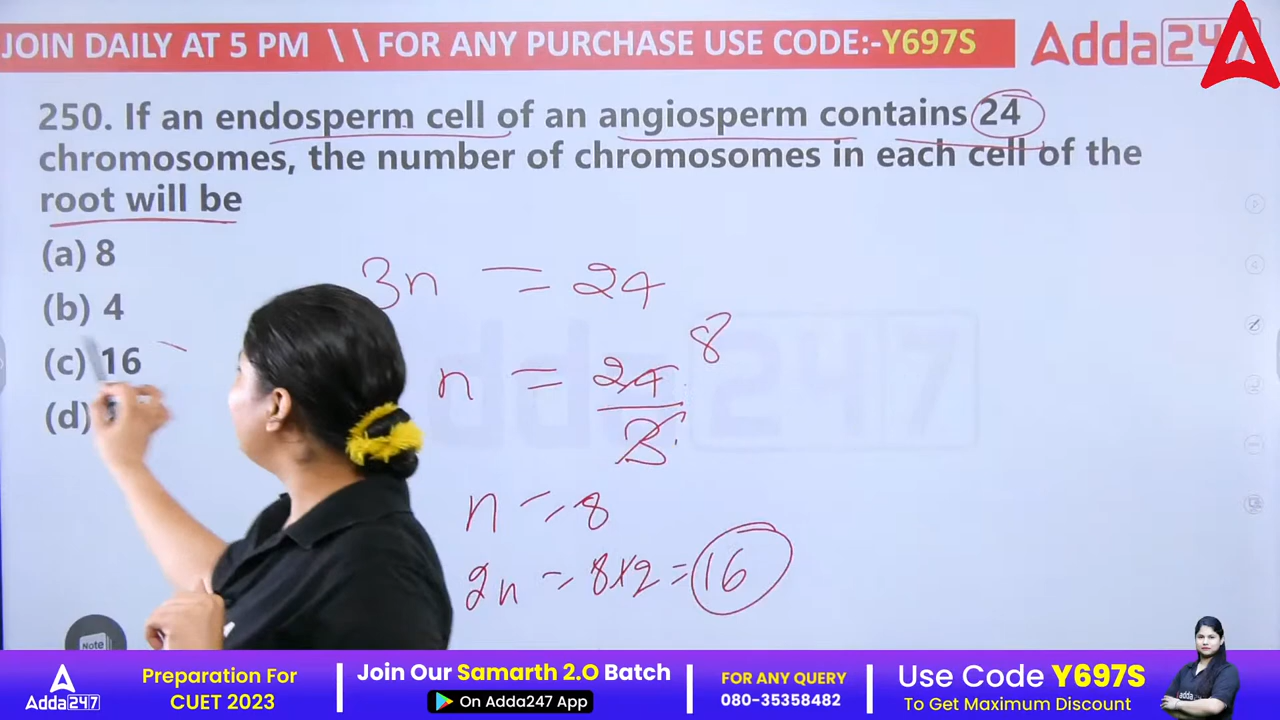 JOIN DAILY AT 5 PM \\ FOR ANY PURCHASE USE CODE:-Y697S
Adda247
250. If an endosperm cell of an angiosperm contains 24
chromosomes, the number of chromosomes in each cell of the
root will be
(a) 8
(b) 4
(c) 16
(d)
3n = 24
n = 24/3 8
n = 8
2n = 8x2 = 16
Note
Adda247
Preparation For
CUET 2023
Join Our Samarth 2.O Batch
On Adda247 App
FOR ANY QUERY
080-35358482
Use Code Y697S
To Get Maximum Discount
adda247